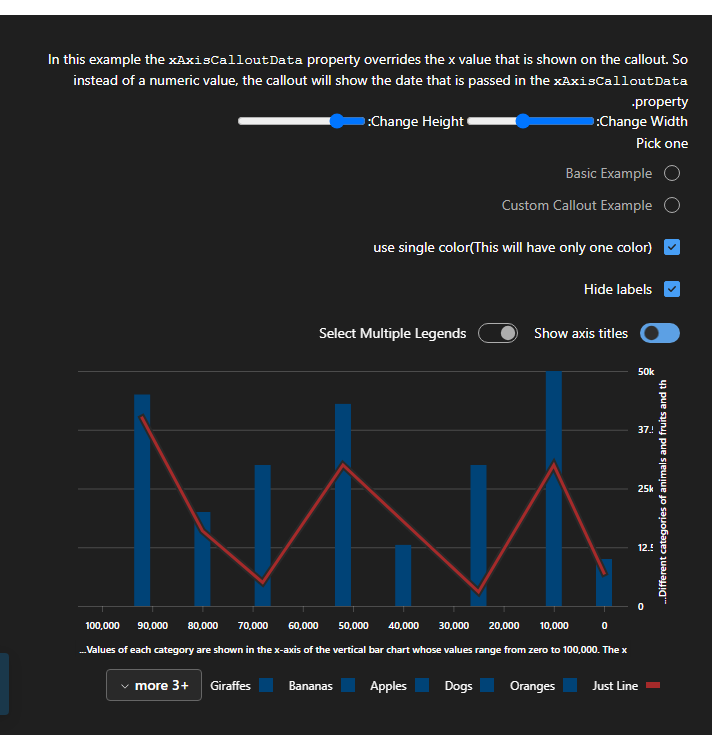 In this example the xAxisCalloutData property overrides the x value that is shown on the callout. So
instead of a numeric value, the callout will show the date that is passed in the xAxisCalloutData
.property
:Change Width
:Change Height
Pick one
Basic Example
Custom Callout Example
use single color(This will have only one color)
Hide labels
Show axis titles
Select Multiple Legends
50k
37.5
25k
12.5
0
...Different categories of animals and fruits and th
100,000 90,000 80,000 70,000 60,000 50,000 40,000 30,000 20,000 10,000 0
...Values of each category are shown in the x-axis of the vertical bar chart whose values range from zero to 100,000. The x
Just Line
Oranges
Dogs
Apples
Bananas
Giraffes
more 3+